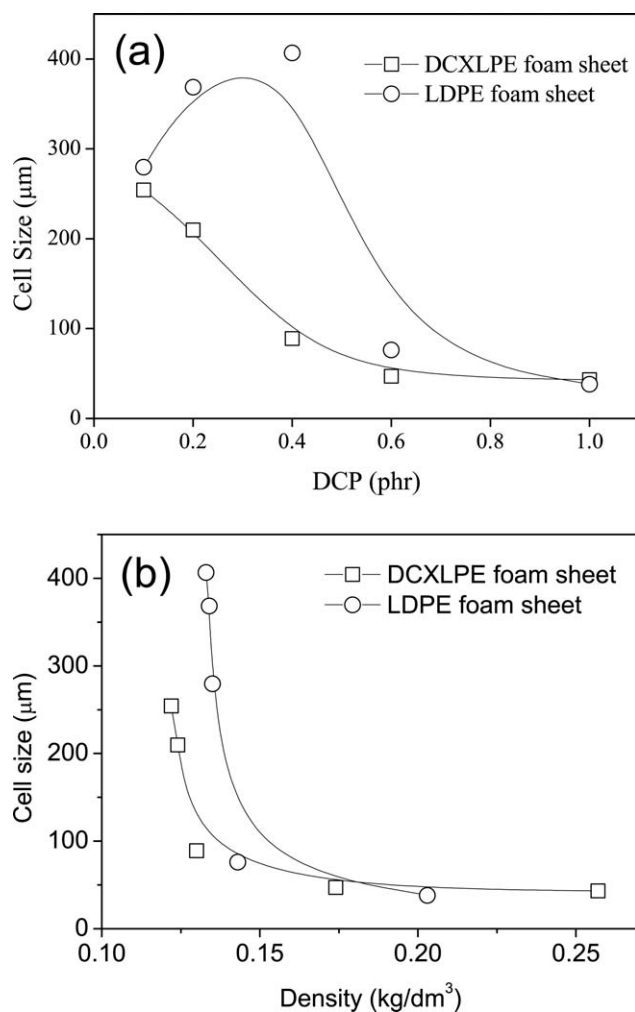 (a)
DCXLPE foam sheet
LDPE foam sheet
400
300
200
100
0
Cell Size (μm)
0.0 0.2 0.4 0.6 0.8 1.0
DCP (phr)
(b)
DCXLPE foam sheet
LDPE foam sheet
400
300
200
100
0
Cell size (μm)
0.10 0.15 0.20 0.25
Density (kg/dm³)